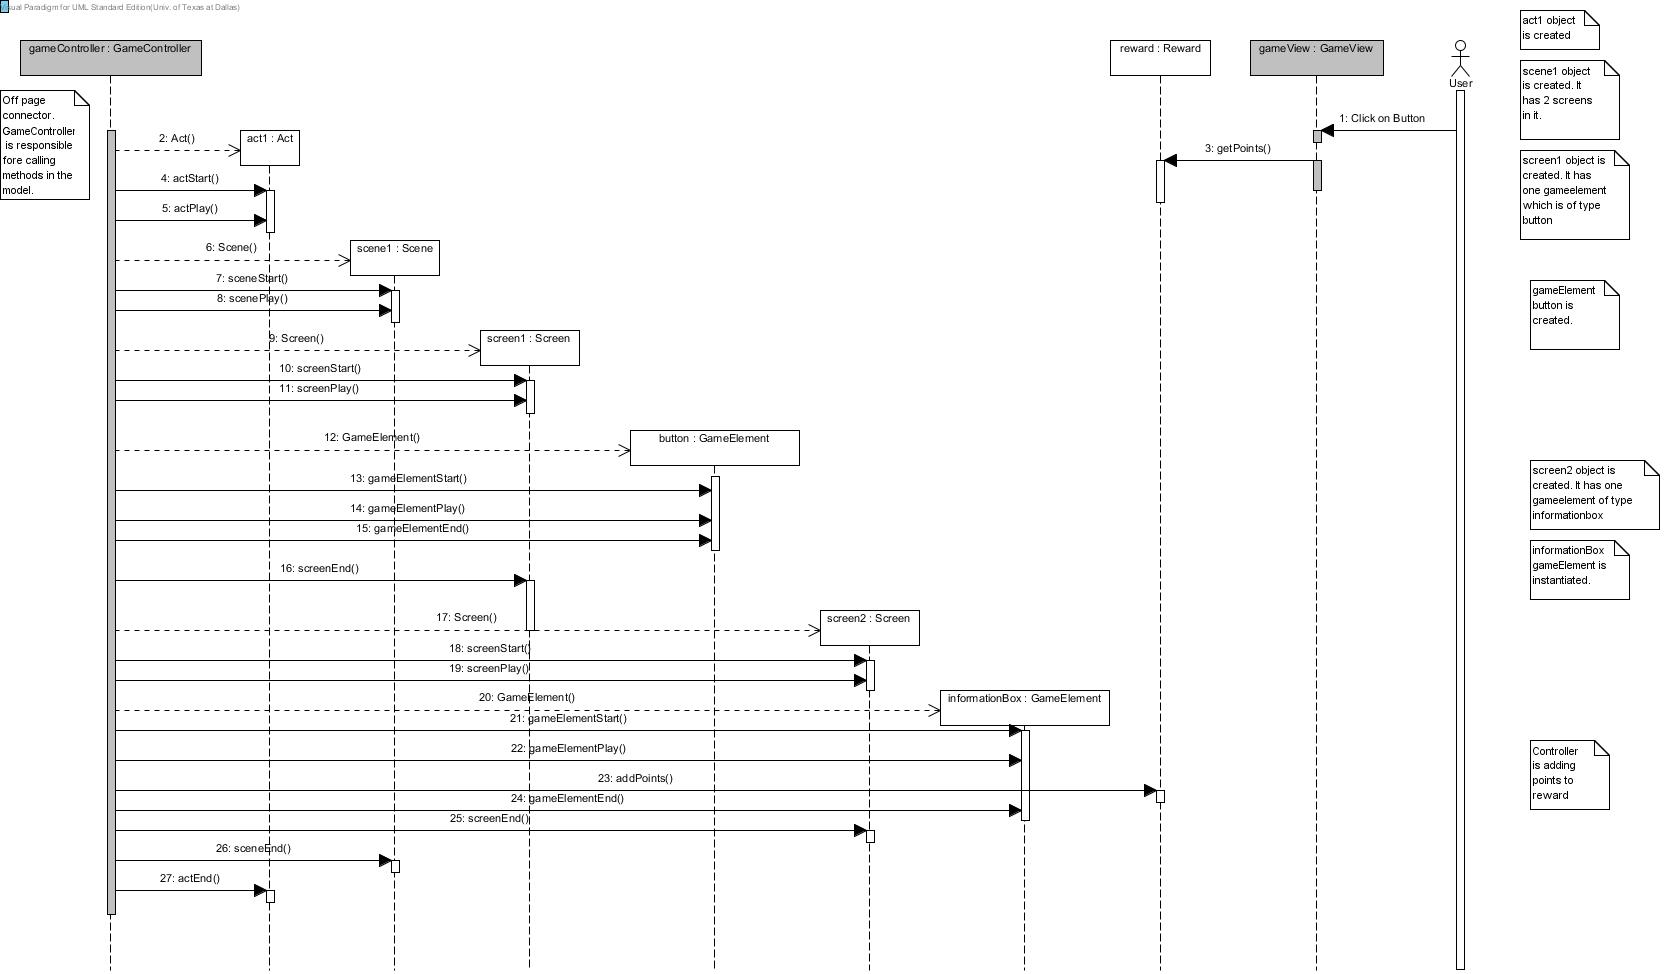 Visual Paradigm for UML Standard Edition(Univ. of Texas at Dallas)
gameController : GameController
reward : Reward
gameView : GameView
User
act1 object
is created
Off page
connector.
GameController
is responsible
fore calling
methods in the
model.
scene1 object
is created. It
has 2 screens
in it.
1: Click on Button
2: Act()
act1 : Act
3: getPoints()
screen1 object is
created. It has
one gameelement
which is of type
button
4: actStart()
5: actPlay()
6: Scene()
scene1 : Scene
7: sceneStart()
8: scenePlay()
gameElement
button is
created.
9: Screen()
screen1 : Screen
10: screenStart()
11: screenPlay()
12: GameElement()
button : GameElement
13: gameElementStart()
14: gameElementPlay()
15: gameElementEnd()
screen2 object is
created. It has one
gameelement of type
informationbox
16: screenEnd()
informationBox
gameElement is
instantiated.
17: Screen()
screen2 : Screen
18: screenStart()
19: screenPlay()
20: GameElement()
informationBox : GameElement
21: gameElementStart()
22: gameElementPlay()
23: addPoints()
24: gameElementEnd()
Controller
is adding
points to
reward
25: screenEnd()
26: sceneEnd()
27: actEnd()